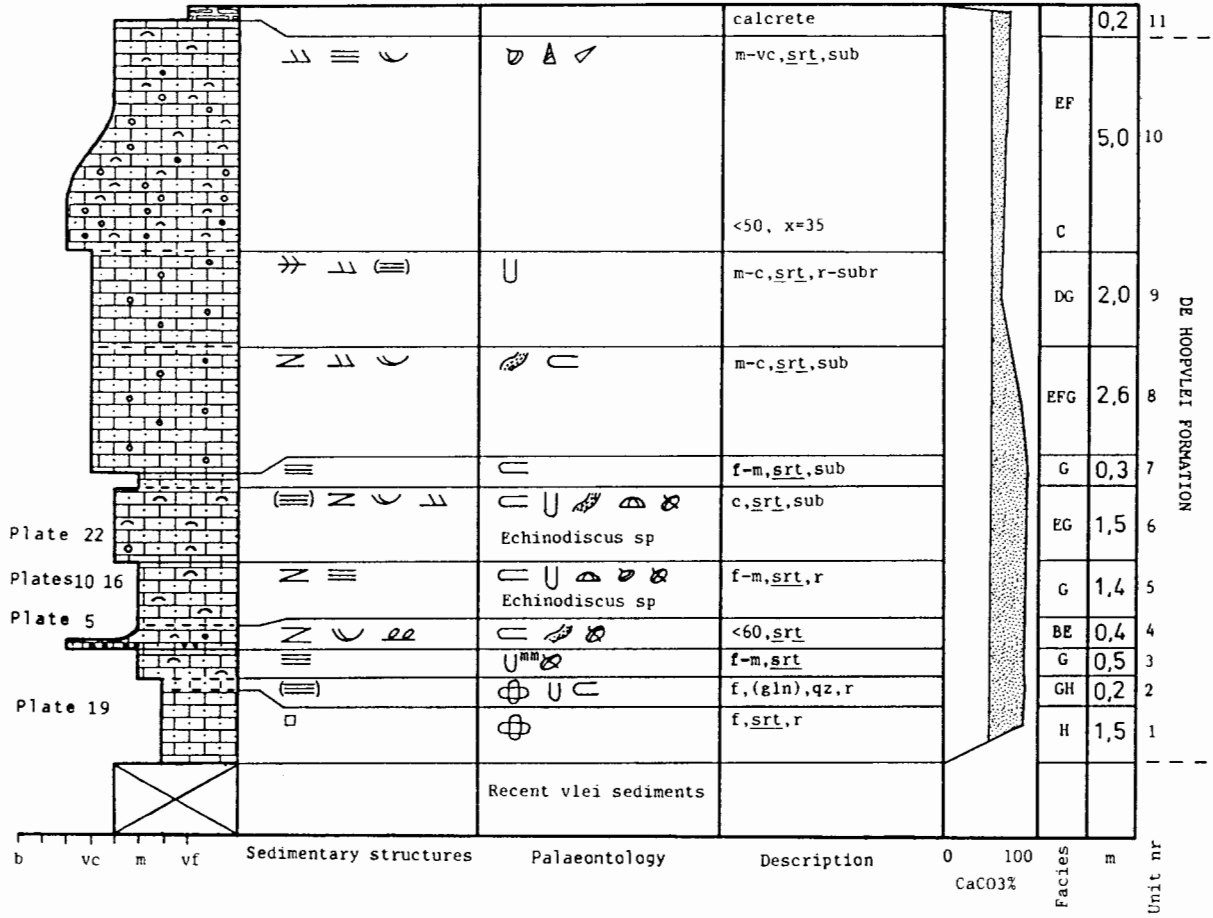 calcrete 0,2 11
m-vc,srt,sub
EF
5,0 10
<50, x=35 C
m-c,srt,r-subr DG 2,0 9
m-c,srt,sub
EFG 2,6 8
f-m,srt,sub G 0,3 7
c,srt,sub
Plate 22 Echinodiscus sp EG 1,5 6
Plates10 16 f-m,srt,r G 1,4 5
Echinodiscus sp
Plate 5
<60,srt BE 0,4 4
mm f-m,srt G 0,5 3
f,(gln),qz,r GH 0,2 2
Plate 19
f,srt,r H 1,5 1
DE HOOPVLEI FORMATION
Recent vlei sediments
b vc m vf Sedimentary structures Palaeontology Description 0 100 m
CaCO3%
Facies
Unit nr